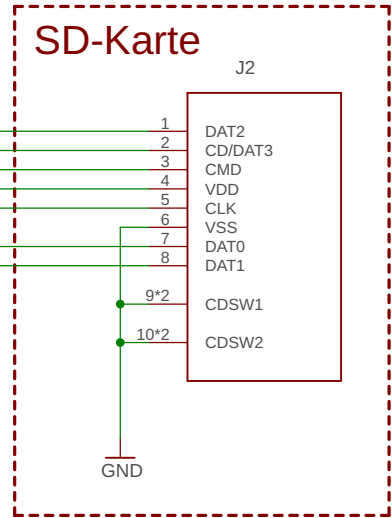 SD-Karte
J2
1 DAT2
2 CD/DAT3
3 CMD
4 VDD
5 CLK
6 VSS
7 DAT0
8 DAT1
9*2 CDSW1
10*2 CDSW2
GND